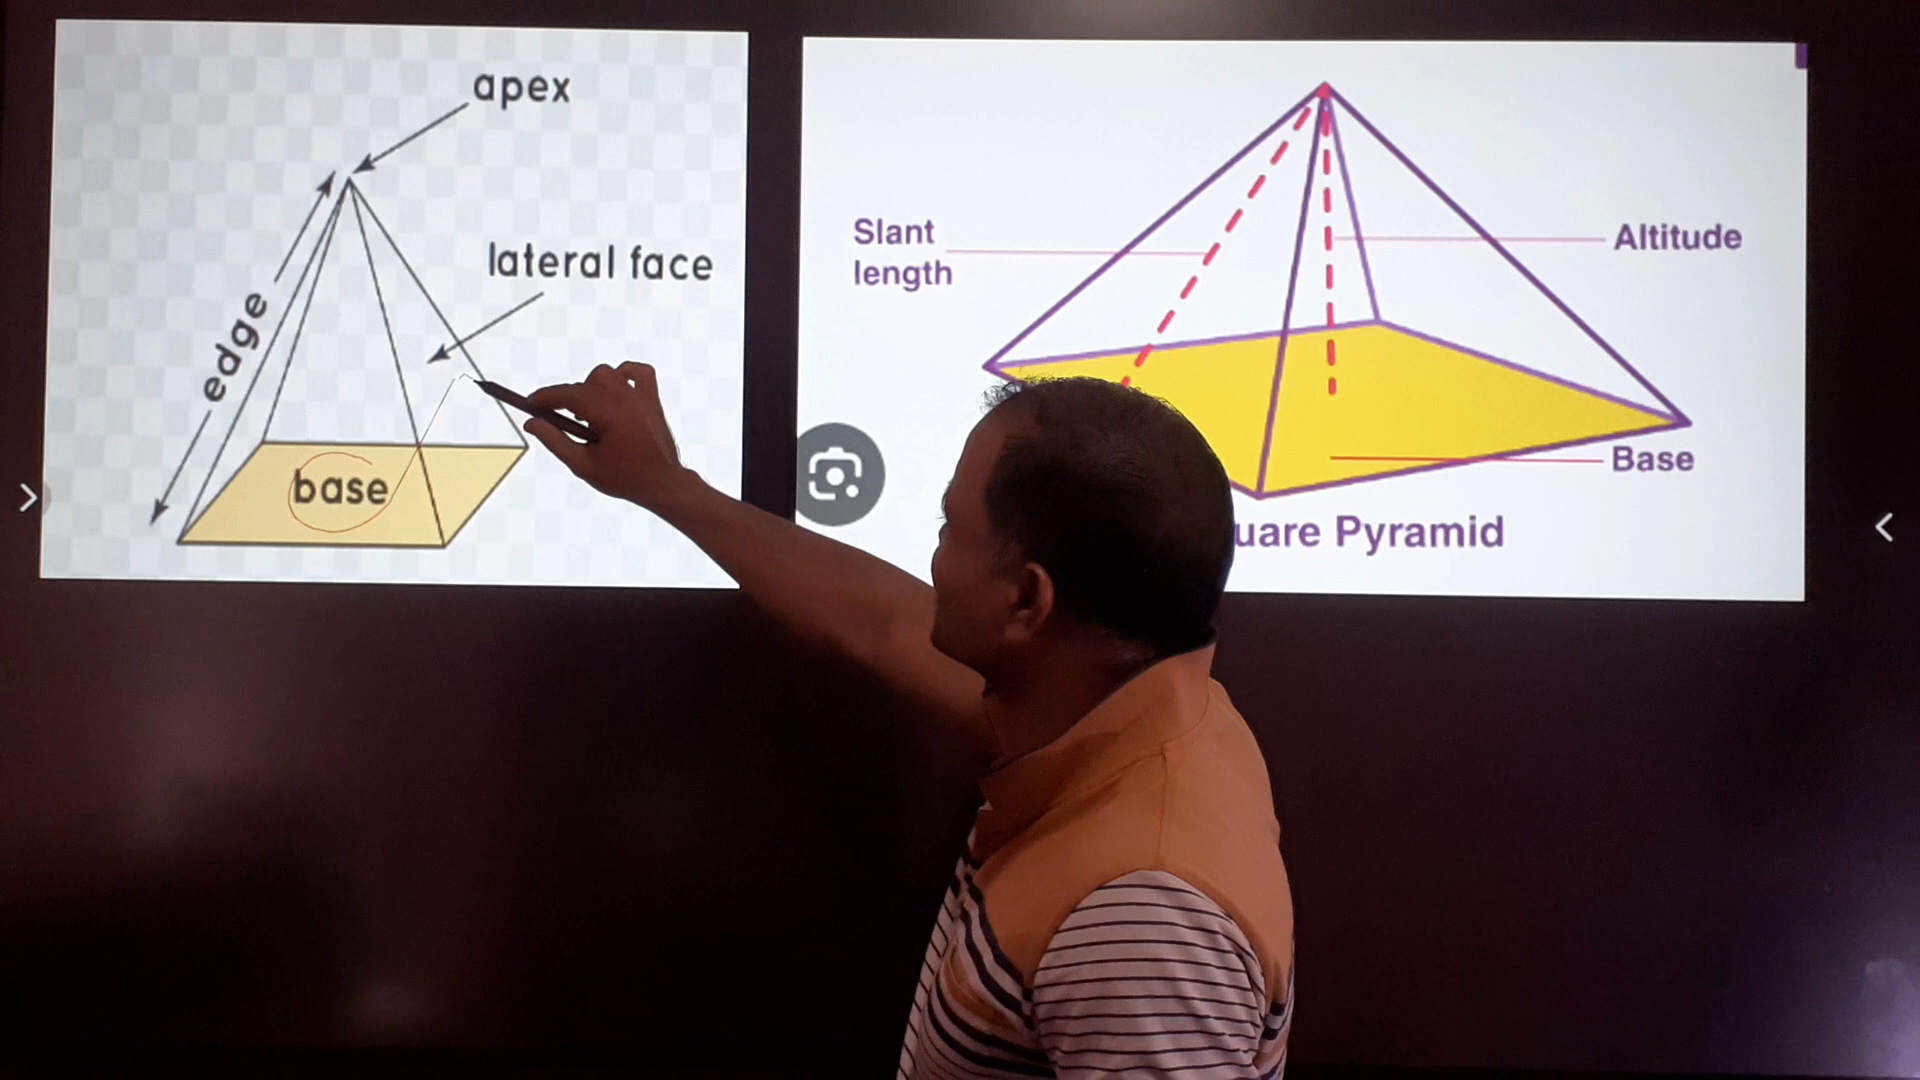 apex
lateral face
edge
base
Slant
length
Altitude
Base
uare Pyramid